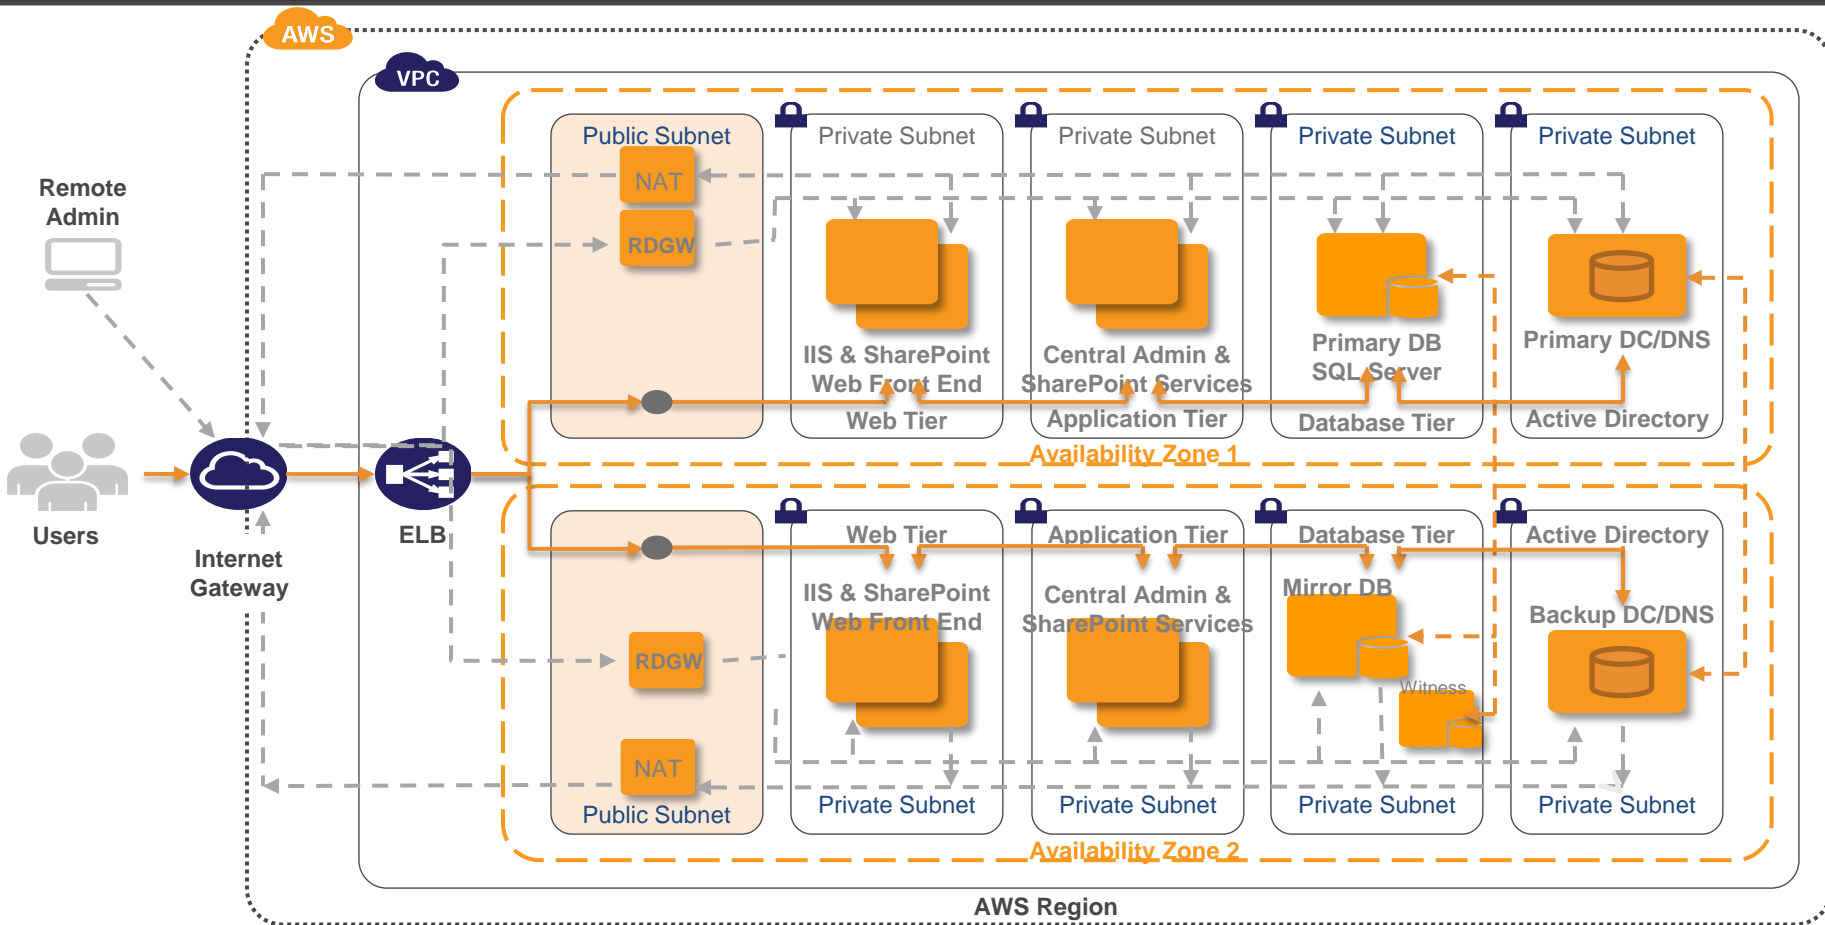 AWS
VPC
Public Subnet
Private Subnet
Private Subnet
Private Subnet
Private Subnet
NAT
RDGW
Remote
Admin
IIS & SharePoint
Web Front End
Web Tier
Central Admin &
SharePoint Services
Application Tier
Primary DB
SQL Server
Database Tier
Primary DC/DNS
Active Directory
Availability Zone 1
Users
Internet
Gateway
ELB
Web Tier
Application Tier
Database Tier
Active Directory
IIS & SharePoint
Web Front End
Central Admin &
SharePoint Services
Mirror DB
Witness
Backup DC/DNS
RDGW
NAT
Public Subnet
Private Subnet
Private Subnet
Private Subnet
Private Subnet
Availability Zone 2
AWS Region